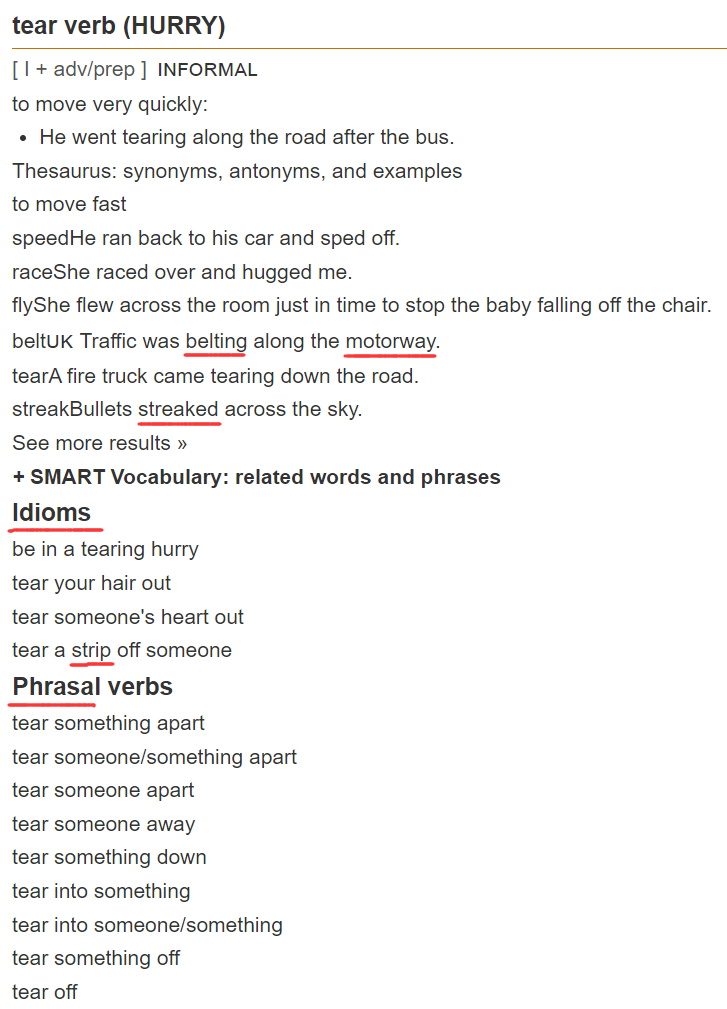 tear verb (HURRY)
[ I + adv/prep ] INFORMAL
to move very quickly:
• He went tearing along the road after the bus.
Thesaurus: synonyms, antonyms, and examples
to move fast
speedHe ran back to his car and sped off.
raceShe raced over and hugged me.
flyShe flew across the room just in time to stop the baby falling off the chair.
beltUK Traffic was belting along the motorway.
tearA fire truck came tearing down the road.
streakBullets streaked across the sky.
See more results »
+ SMART Vocabulary: related words and phrases
Idioms
be in a tearing hurry
tear your hair out
tear someone's heart out
tear a strip off someone
Phrasal verbs
tear something apart
tear someone/something apart
tear someone apart
tear someone away
tear something down
tear into something
tear into someone/something
tear something off
tear off